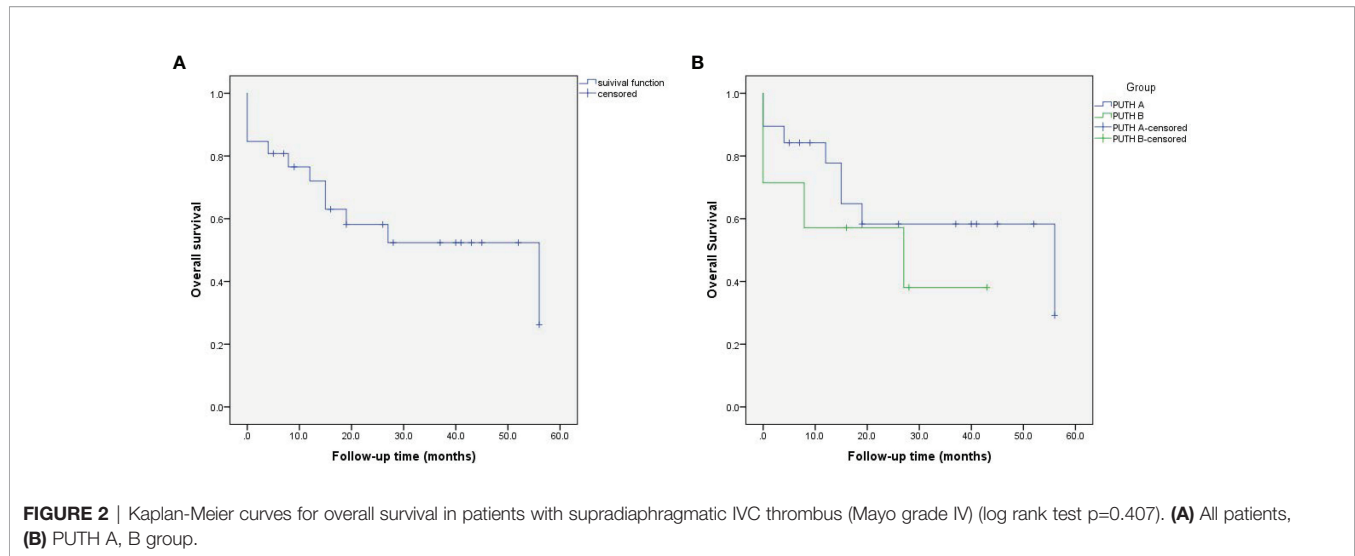 A
suivival function
censored
1.0
0.8
0.6
0.4
0.2
0.0
Overall survival
.0 10.0 20.0 30.0 40.0 50.0 60.0
Follow-up time (months)
B
Group
PUTH A
PUTH B
PUTH A-censored
PUTH B-censored
1.0
0.8
0.6
0.4
0.2
0.0
Overall Survival
.0 10.0 20.0 30.0 40.0 50.0 60.0
Follow-up time (months)
FIGURE 2 | Kaplan-Meier curves for overall survival in patients with supradiaphragmatic IVC thrombus (Mayo grade IV) (log rank test p=0.407). (A) All patients,
(B) PUTH A, B group.